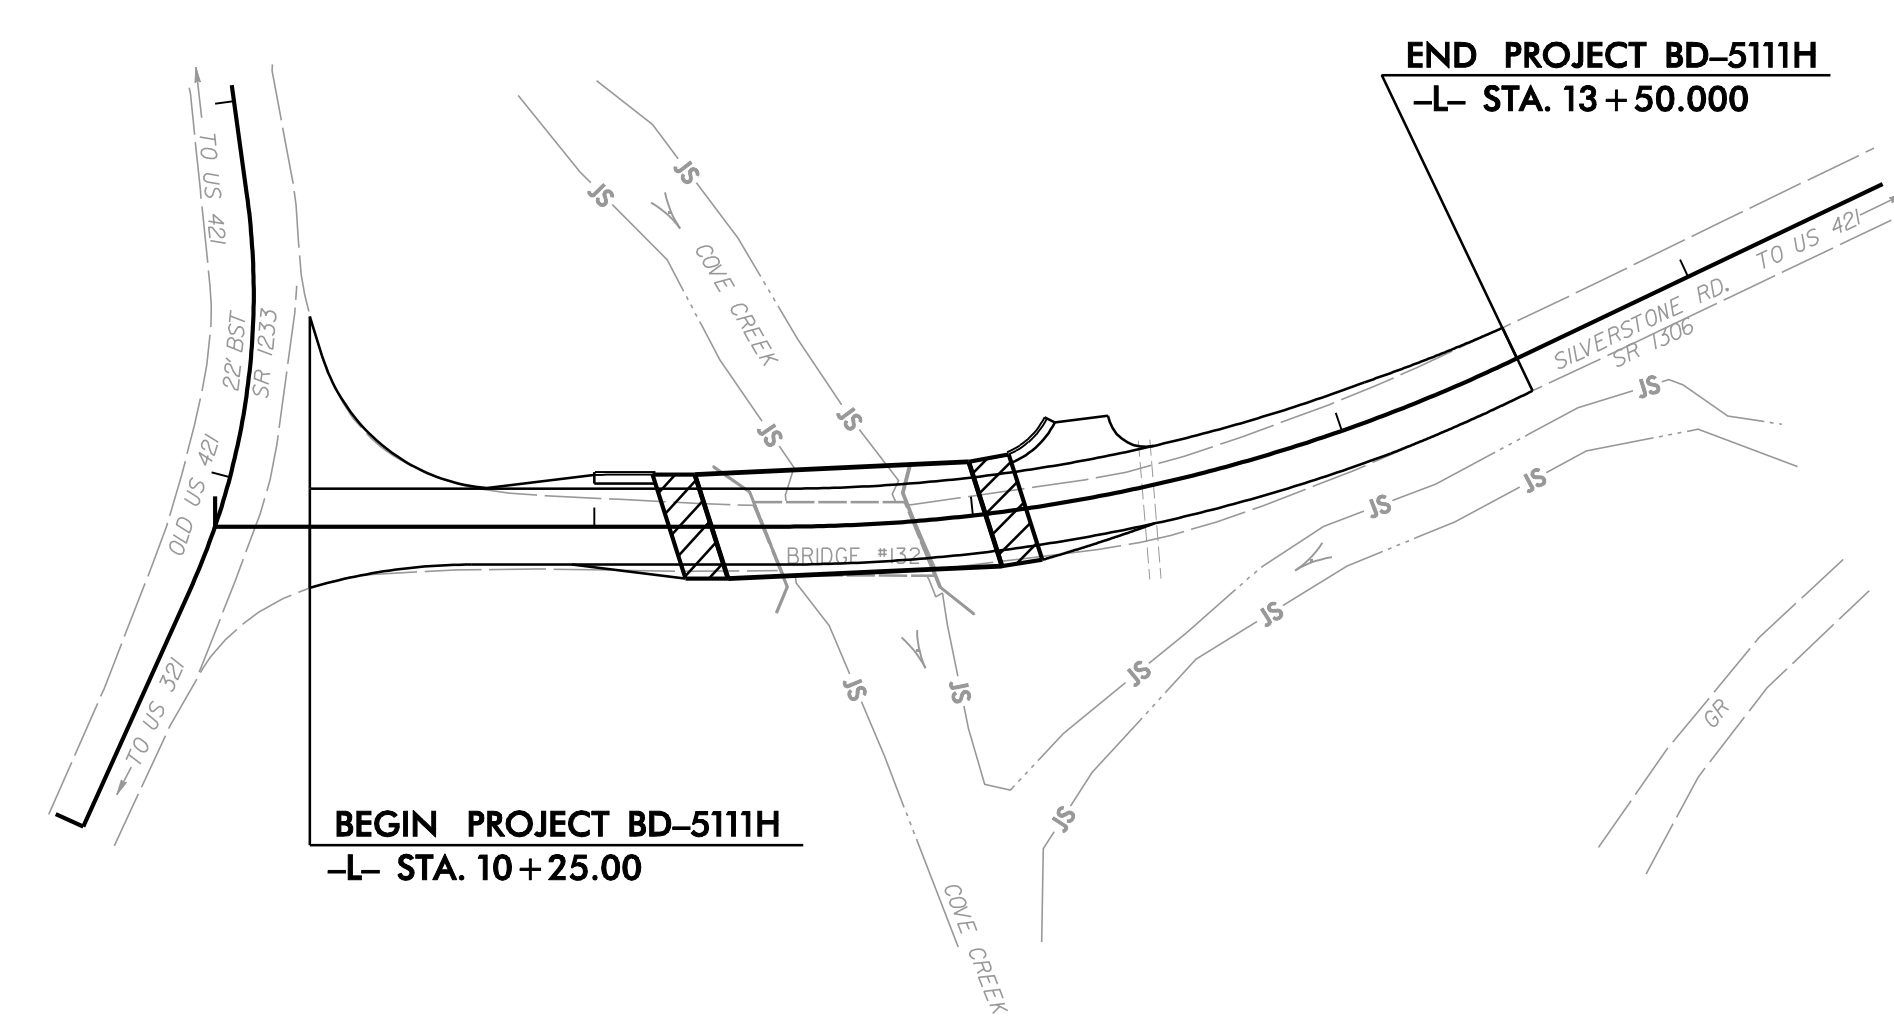 END PROJECT BD–5111H
–L– STA. 13+50.000
TO US 421
JS
JS
COVE CREEK
TO US 421
SILVERSTONE RD.
SR 1306
22' BST
SR 1233
JS
JS
JS
OLD US 421
JS
JS
BRIDGE #132
JS
TO US 321
JS
JS
JS
GR
JS
BEGIN PROJECT BD–5111H
–L– STA. 10+25.00
COVE CREEK